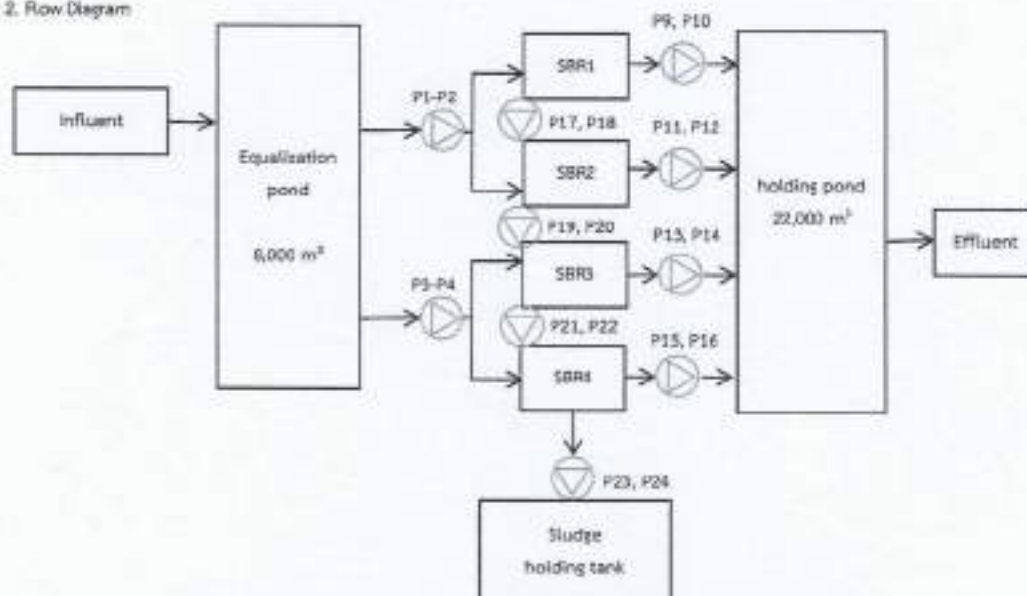 2. Flow Diagram
Influent
Equalization
pond
6,000 m³
P1-P2
P3-P4
SBR1
P17, P18
SBR2
P19, P20
SBR3
P21, P22
SBR4
P9, P10
P11, P12
P13, P14
P15, P16
holding pond
22,000 m³
Effluent
P23, P24
Sludge
holding tank